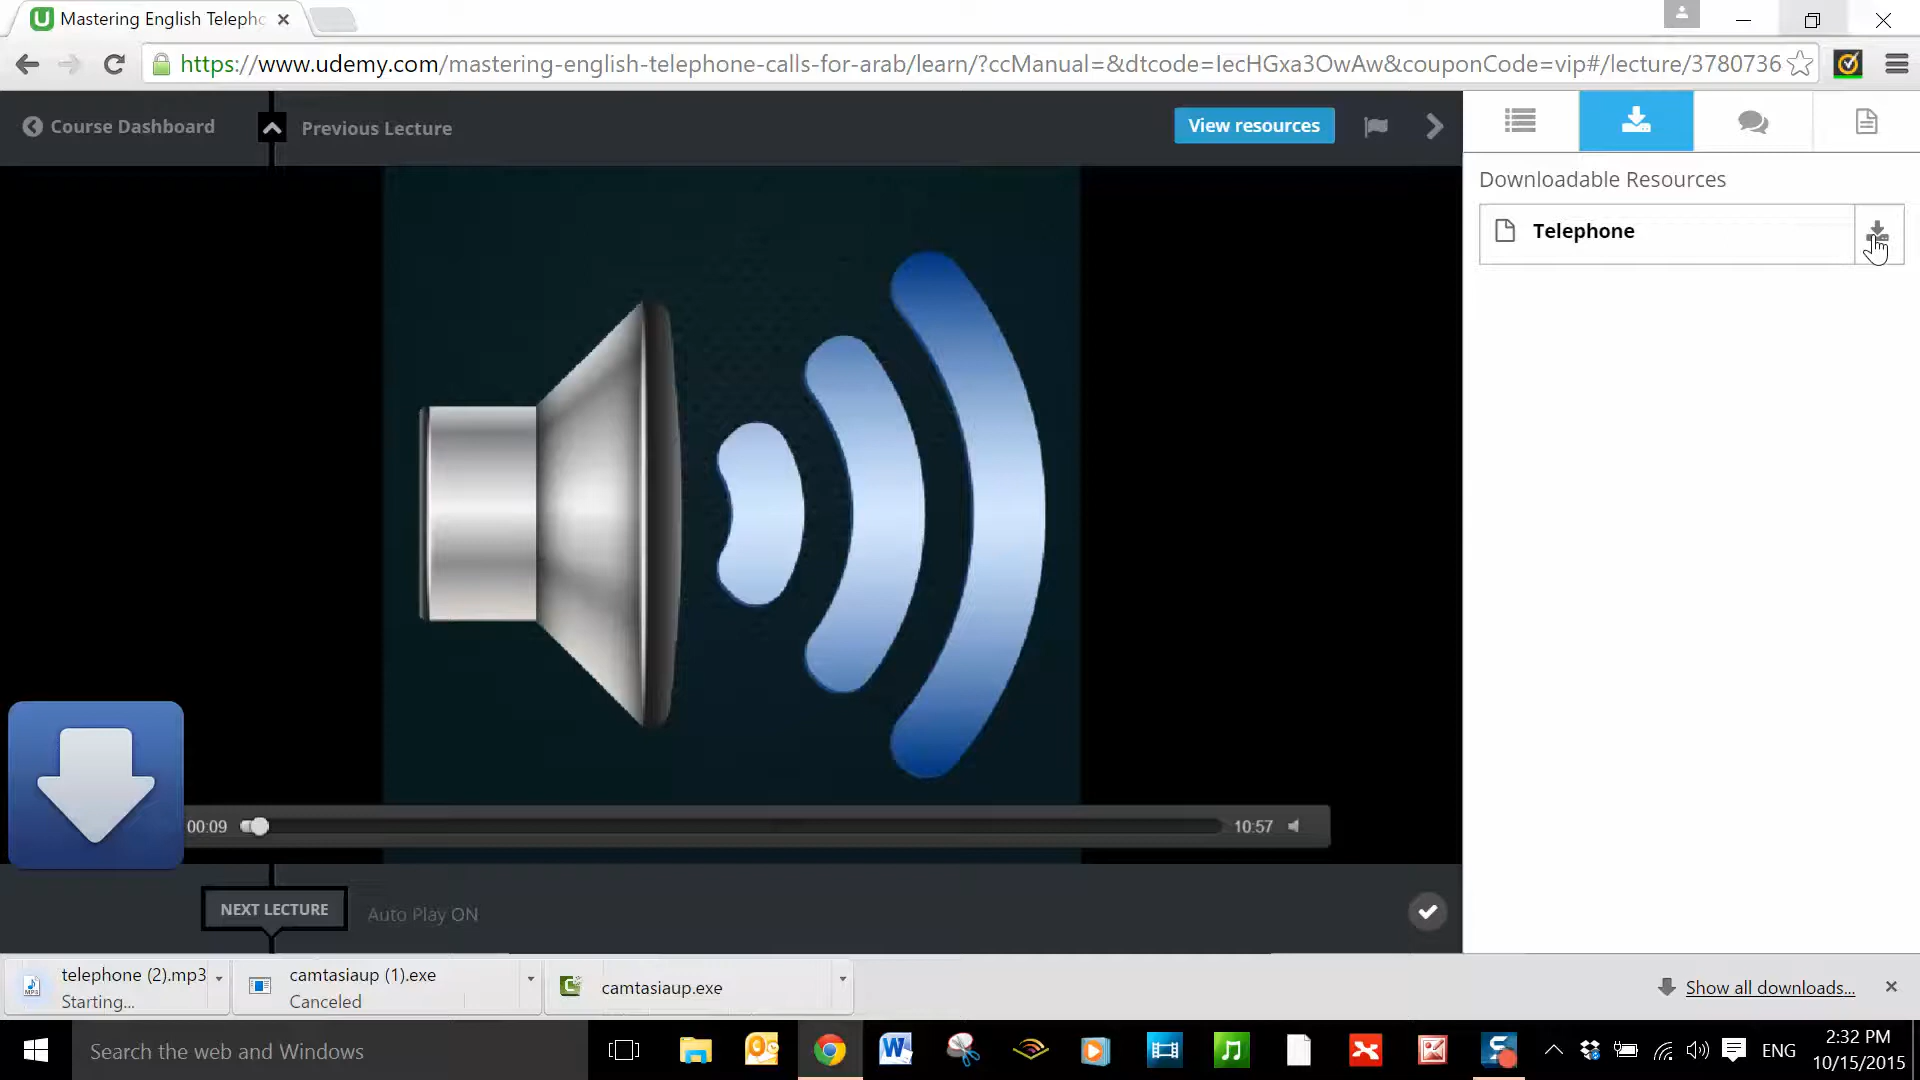 Mastering English Telepho
https://www.udemy.com/mastering-english-telephone-calls-for-arab/learn/?ccManual=&dtcode=IecHGxa3OwAw&couponCode=vip#/lecture/3780736
Course Dashboard
Previous Lecture
View resources
Downloadable Resources
Telephone
00:09
10:57
NEXT LECTURE
Auto Play ON
telephone (2).mp3
Starting...
camtasiaup (1).exe
Canceled
camtasiaup.exe
Show all downloads...
Search the web and Windows
ENG
2:32 PM
10/15/2015